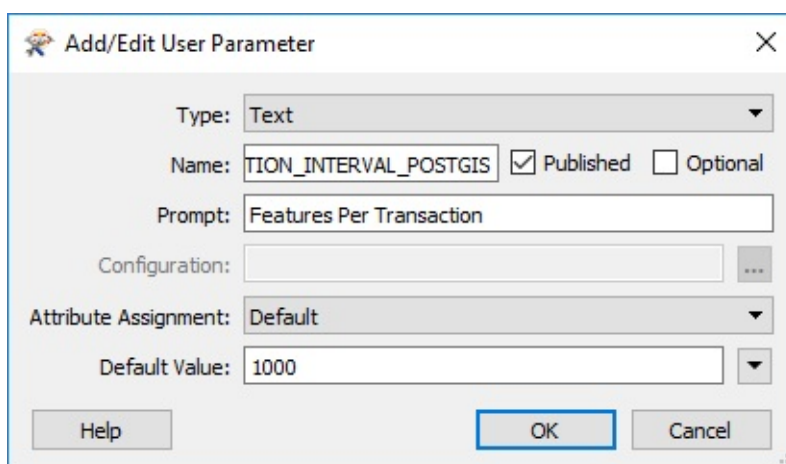 Add/Edit User Parameter
Type: Text
Name: TION_INTERVAL_POSTGIS Published Optional
Prompt: Features Per Transaction
Configuration: ...
Attribute Assignment: Default
Default Value: 1000
Help OK Cancel